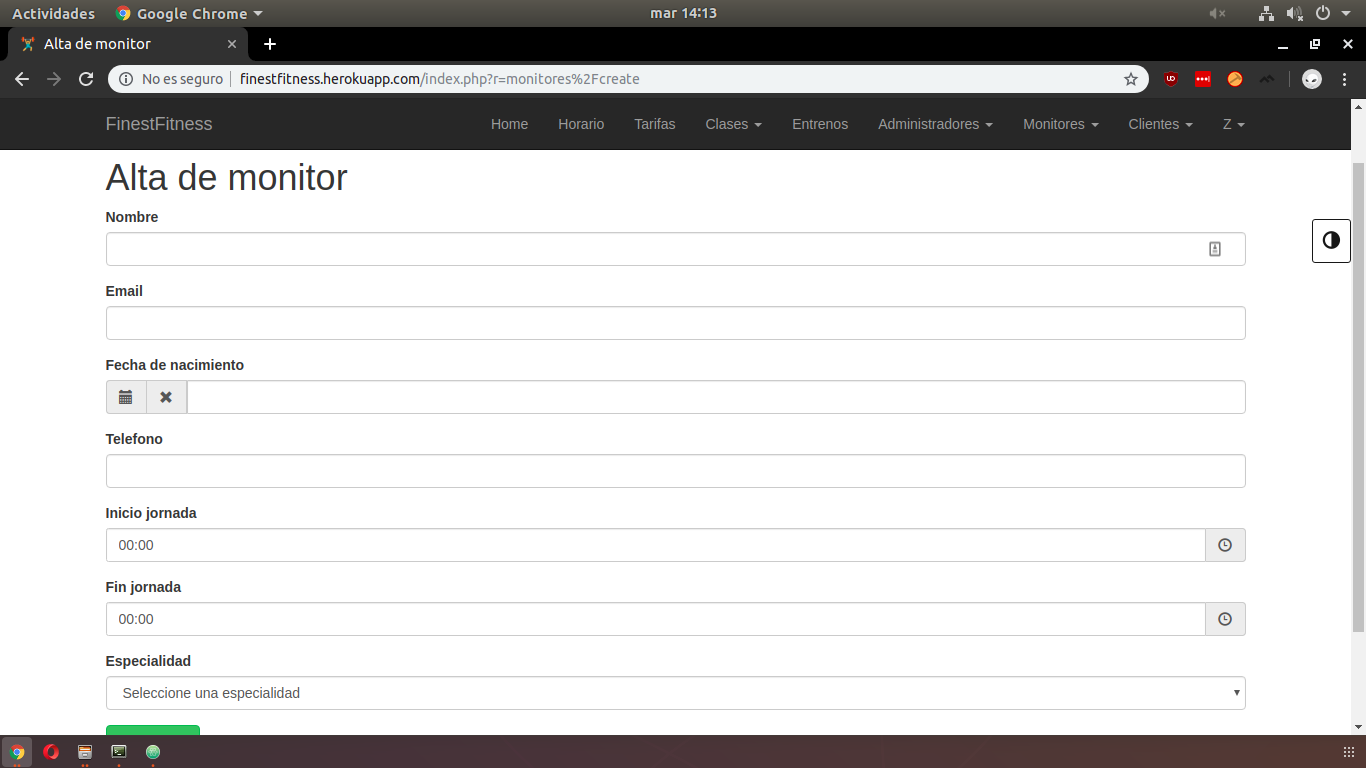 Actividades Google Chrome mar 14:13
Alta de monitor
No es seguro finestfitness.herokuapp.com/index.php?r=monitores%2Fcreate
FinestFitness Home Horario Tarifas Clases Entrenos Administradores Monitores Clientes Z
Alta de monitor
Nombre
Email
Fecha de nacimiento
Telefono
Inicio jornada
00:00
Fin jornada
00:00
Especialidad
Seleccione una especialidad